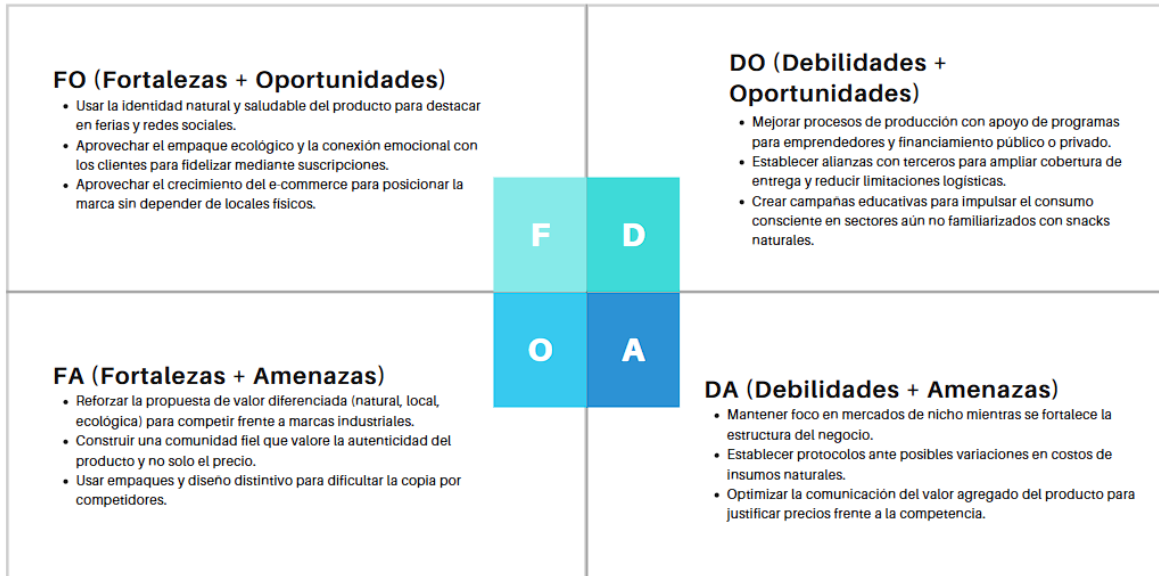 FO (Fortalezas + Oportunidades)
• Usar la identidad natural y saludable del producto para destacar
en ferias y redes sociales.
• Aprovechar el empaque ecológico y la conexión emocional con
los clientes para fidelizar mediante suscripciones.
• Aprovechar el crecimiento del e-commerce para posicionar la
marca sin depender de locales físicos.
DO (Debilidades +
Oportunidades)
• Mejorar procesos de producción con apoyo de programas
para emprendedores y financiamiento público o privado.
• Establecer alianzas con terceros para ampliar cobertura de
entrega y reducir limitaciones logísticas.
• Crear campañas educativas para impulsar el consumo
consciente en sectores aún no familiarizados con snacks
naturales.
F
D
O
A
FA (Fortalezas + Amenazas)
• Reforzar la propuesta de valor diferenciada (natural, local,
ecológica) para competir frente a marcas industriales.
• Construir una comunidad fiel que valore la autenticidad del
producto y no solo el precio.
• Usar empaques y diseño distintivo para dificultar la copia por
competidores.
DA (Debilidades + Amenazas)
• Mantener foco en mercados de nicho mientras se fortalece la
estructura del negocio.
• Establecer protocolos ante posibles variaciones en costos de
insumos naturales.
• Optimizar la comunicación del valor agregado del producto para
justificar precios frente a la competencia.